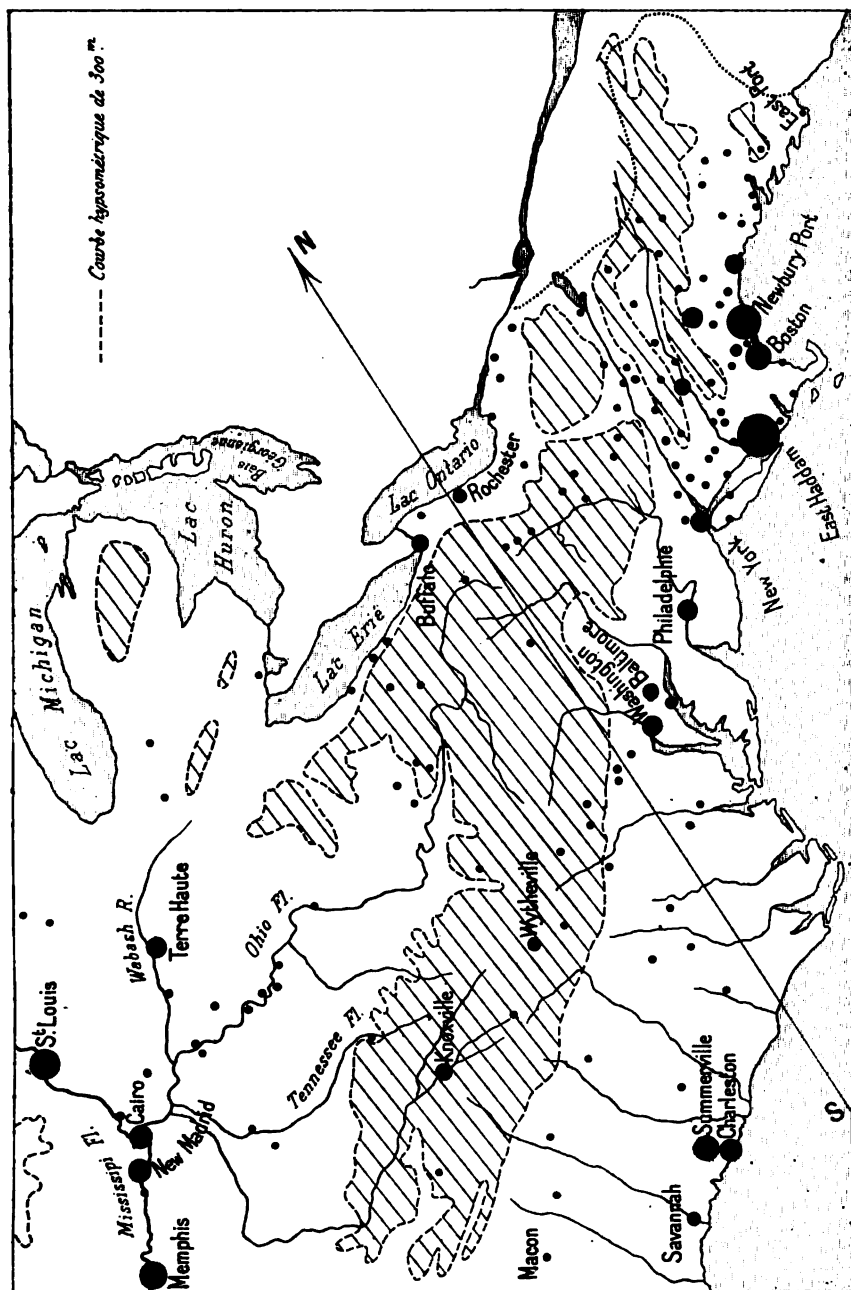 Courbe hypsométrique de 300 m.
N
Lac Michigan
Lac Huron
Baie Géorgienne
Lac Ontario
Rochester
Lac Erié
Buffalo
East Port
Newbury Port
Boston
East Haddam
New York
Philadelphie
Baltimore
Washington
St Louis
Wabash R.
Terre Haute
Ohio Fl.
Wytheville
Cairo
New Madrid
Mississipi Fl.
Memphis
Tennessee Fl.
Knoxville
Macon
Savannah
Summerville
Charleston
S